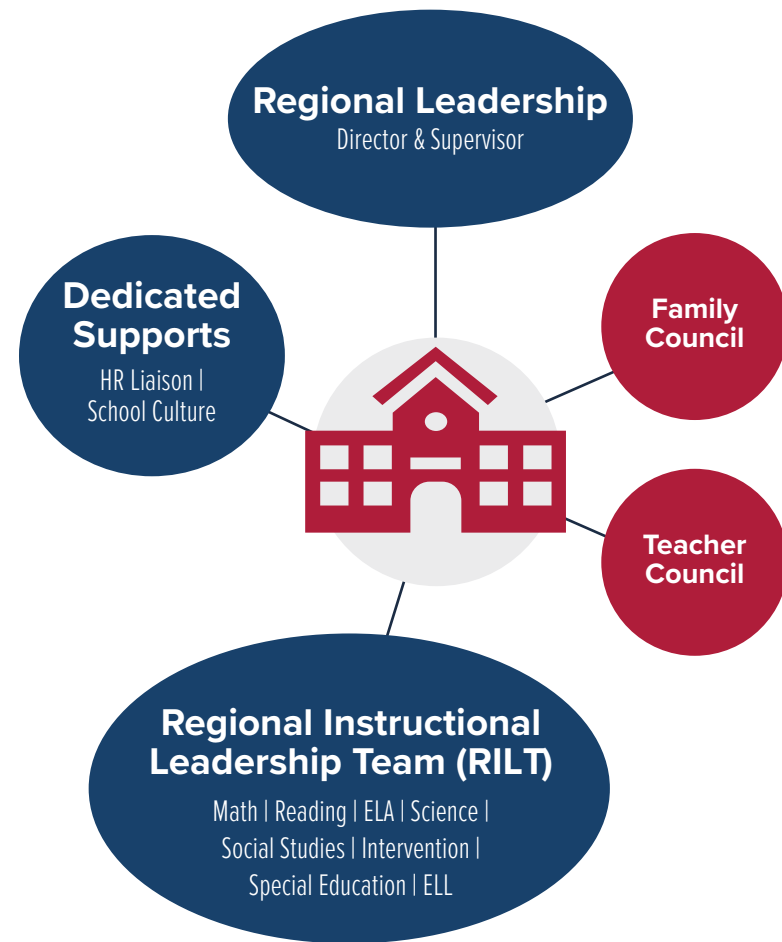 Regional Leadership
Director & Supervisor
Dedicated
Supports
HR Liaison |
School Culture
Family
Council
Teacher
Council
Regional Instructional
Leadership Team (RILT)
Math | Reading | ELA | Science |
Social Studies | Intervention |
Special Education | ELL